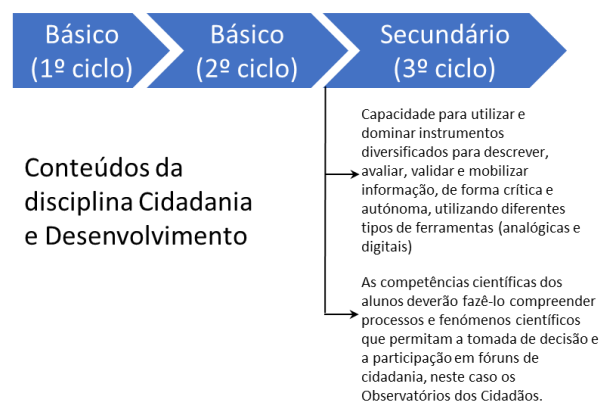 Básico
(1º ciclo)
Básico
(2º ciclo)
Secundário
(3º ciclo)
Conteúdos da
disciplina Cidadania
e Desenvolvimento
Capacidade para utilizar e
dominar instrumentos
diversificados para descrever,
avaliar, validar e mobilizar
informação, de forma crítica e
autónoma, utilizando diferentes
tipos de ferramentas (analógicas e
digitais)
As competências científicas dos
alunos deverão fazê-lo compreender
processos e fenómenos científicos
que permitam a tomada de decisão e
a participação em fóruns de
cidadania, neste caso os
Observatórios dos Cidadãos.